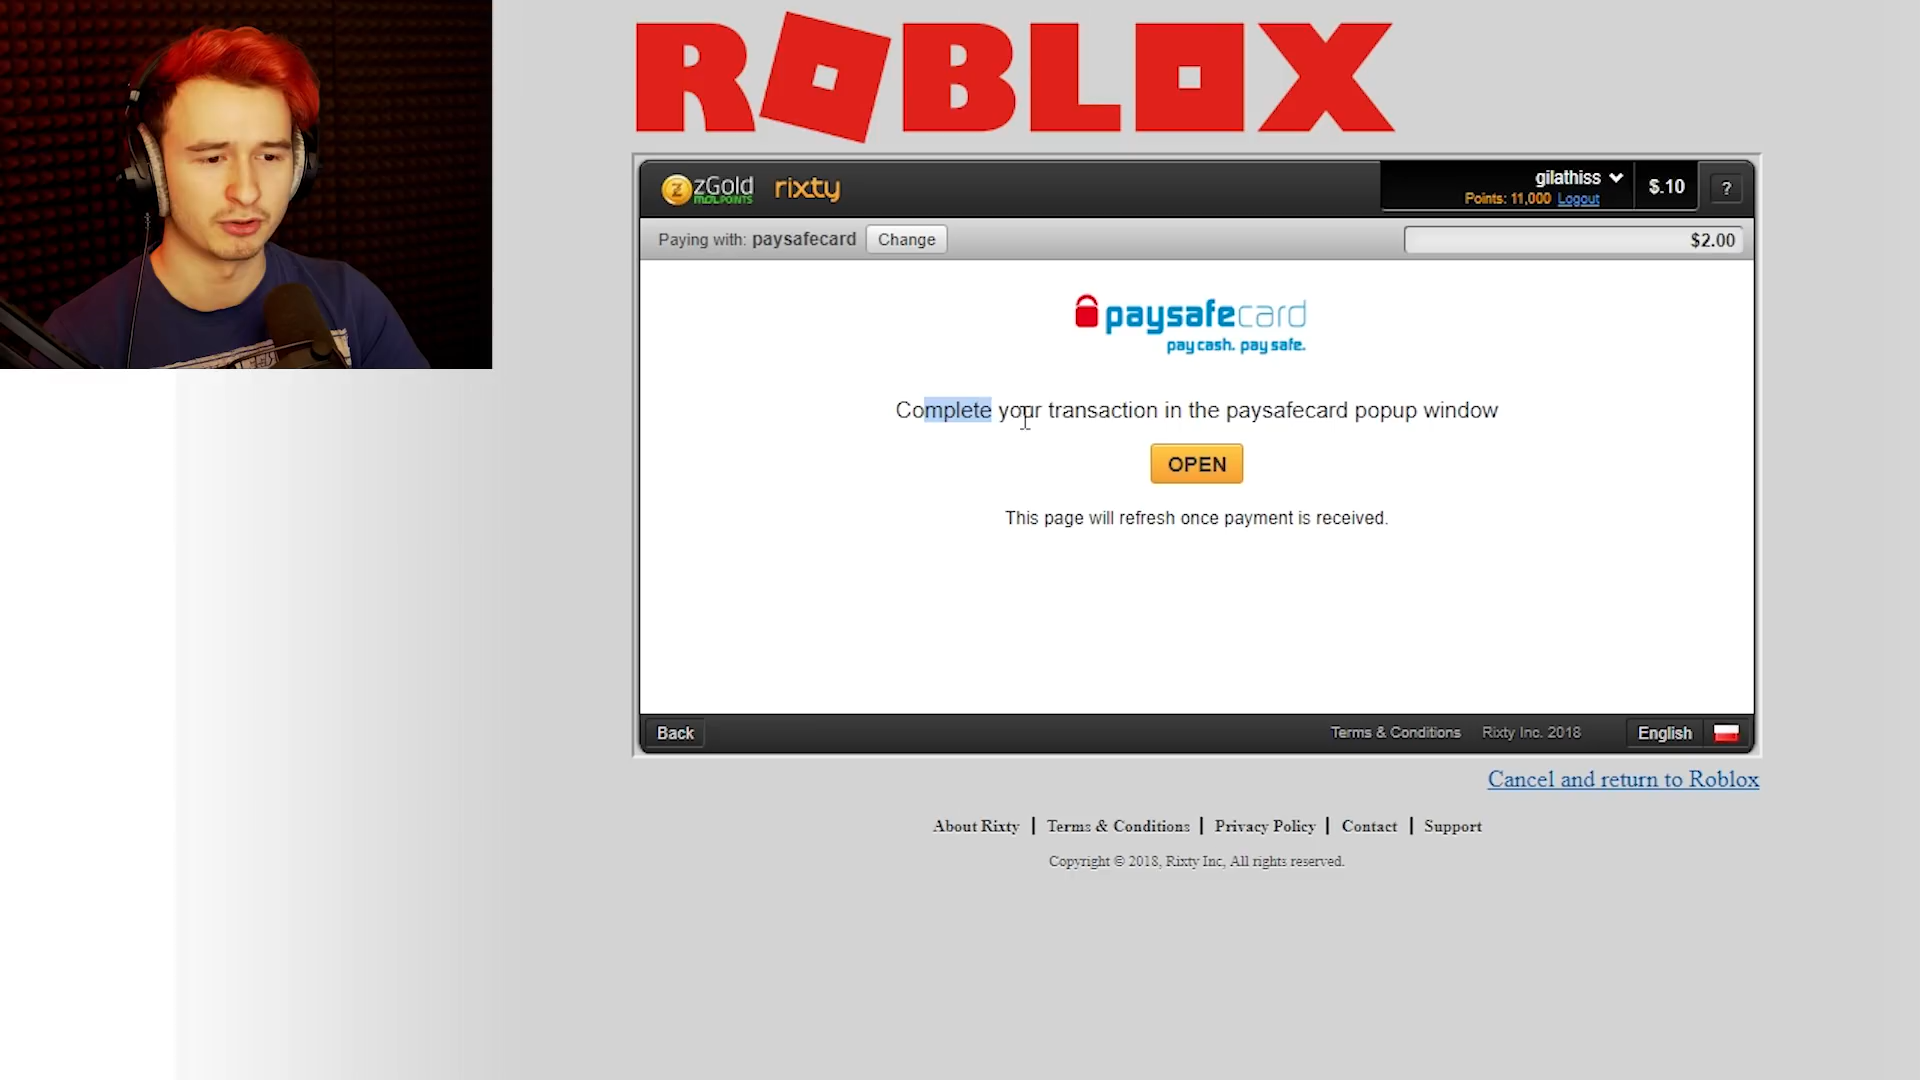 ROBLOX
zGold
MOLPOINTS
rixty
gilathiss
Points: 11,000 Logout
$.10
?
Paying with: paysafecard
Change
$2.00
paysafecard
pay cash. pay safe.
Complete your transaction in the paysafecard popup window
OPEN
This page will refresh once payment is received.
Back
Terms & Conditions
Rixty Inc. 2018
English
Cancel and return to Roblox
About Rixty | Terms & Conditions | Privacy Policy | Contact | Support
Copyright © 2018, Rixty Inc, All rights reserved.